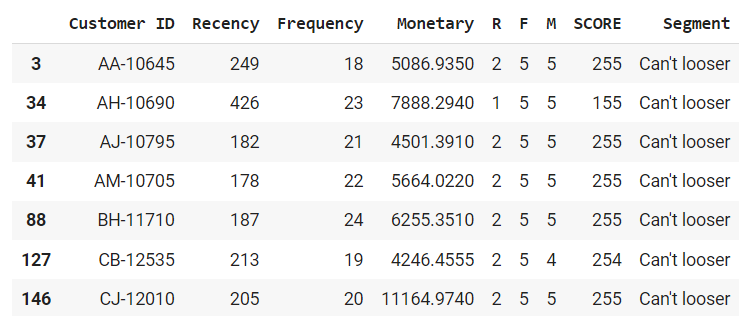 Customer ID Recency Frequency Monetary R F M SCORE Segment
3 AA-10645 249 18 5086.9350 2 5 5 255 Can't looser
34 AH-10690 426 23 7888.2940 1 5 5 155 Can't looser
37 AJ-10795 182 21 4501.3910 2 5 5 255 Can't looser
41 AM-10705 178 22 5664.0220 2 5 5 255 Can't looser
88 BH-11710 187 24 6255.3510 2 5 5 255 Can't looser
127 CB-12535 213 19 4246.4555 2 5 4 254 Can't looser
146 CJ-12010 205 20 11164.9740 2 5 5 255 Can't looser